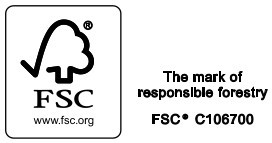 ®
FSC
www.fsc.org
The mark of
responsible forestry
FSC® C106700